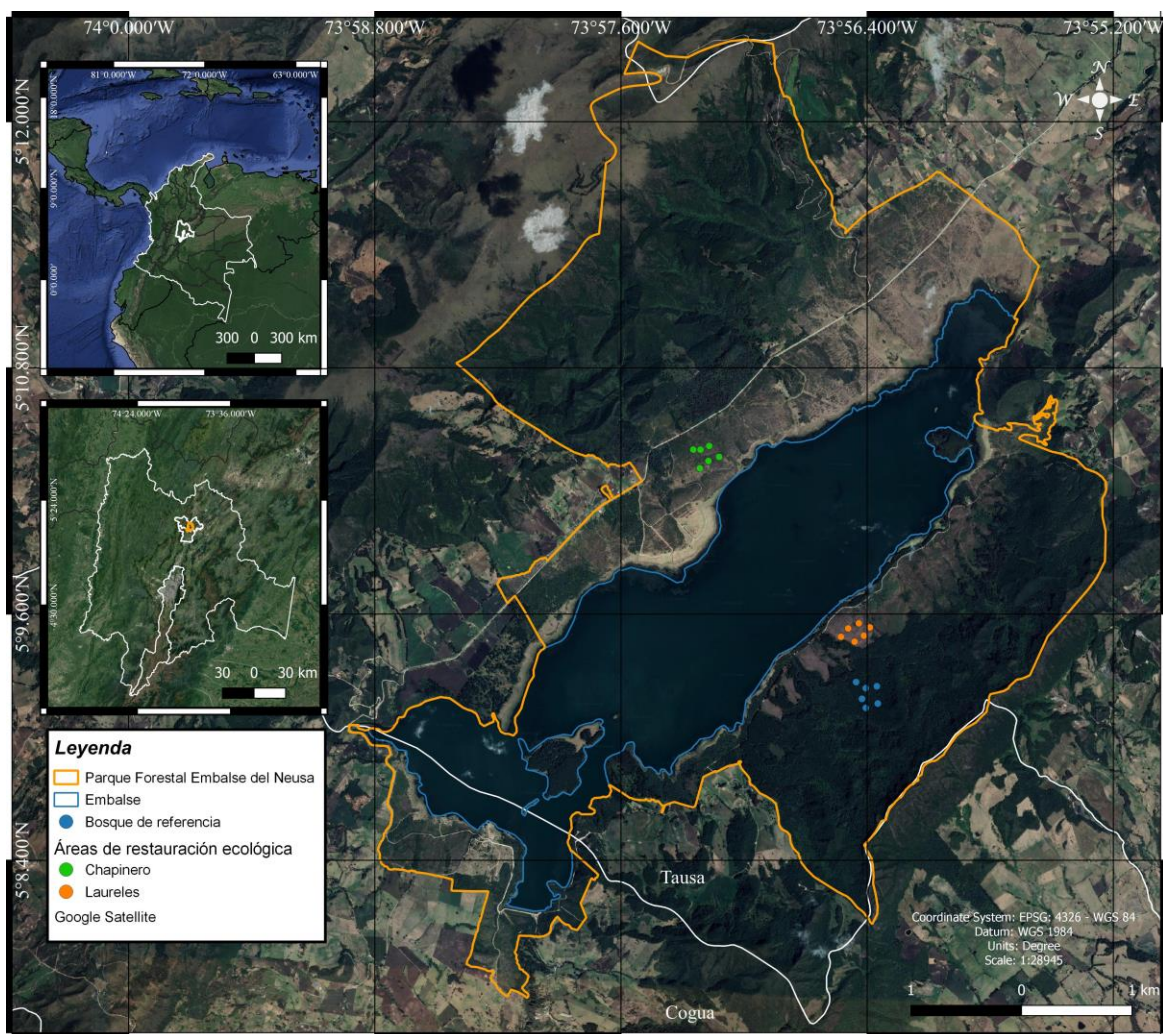 74°0.000'W 73°58.800'W 73°57.600'W 73°56.400'W 73°55.200'W
5°12.000'N
5°10.800'N
5°9.600'N
5°8.400'N
N
W E
S
81°0.000'W 72°0.000'W 63°0.000'W
18°0.000'N
9°0.000'N
0°0.000'
300 0 300 km
74°24.000'W 73°36.000'W
5°24.000'N
4°30.000'N
30 0 30 km
Leyenda
Parque Forestal Embalse del Neusa
Embalse
Bosque de referencia
Áreas de restauración ecológica
Chapinero
Laureles
Google Satellite
Tausa
Cogua
Coordinate System: EPSG: 4326 - WGS 84
Datum: WGS 1984
Units: Degree
Scale: 1:28945
1 0 1 km